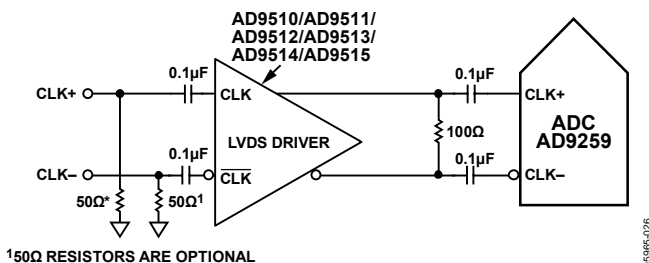 AD9510/AD9511/
AD9512/AD9513/
AD9514/AD9515
0.1µF
0.1µF
CLK+
CLK
CLK+
ADC
AD9259
LVDS DRIVER
100Ω
0.1µF
0.1µF
CLK–
CLK
CLK–
50Ω*
50Ω¹
¹50Ω RESISTORS ARE OPTIONAL
5965-026